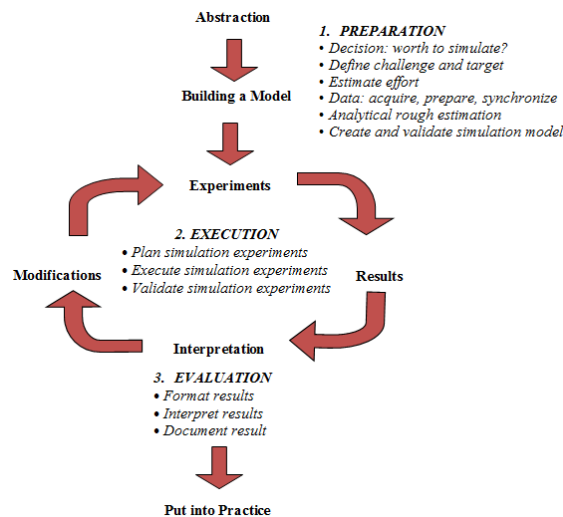 Abstraction
1. PREPARATION
• Decision: worth to simulate?
• Define challenge and target
• Estimate effort
• Data: acquire, prepare, synchronize
• Analytical rough estimation
• Create and validate simulation model
Building a Model
Experiments
2. EXECUTION
• Plan simulation experiments
• Execute simulation experiments
• Validate simulation experiments
Modifications
Results
Interpretation
3. EVALUATION
• Format results
• Interpret results
• Document result
Put into Practice